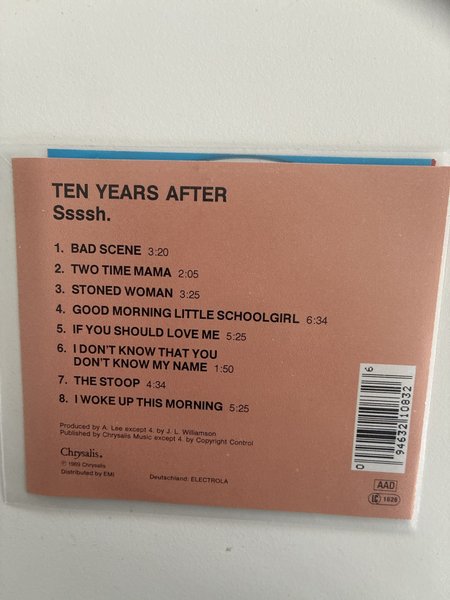 TEN YEARS AFTER
Ssssh.
1. BAD SCENE 3:20
2. TWO TIME MAMA 2:05
3. STONED WOMAN 3:25
4. GOOD MORNING LITTLE SCHOOLGIRL 6:34
5. IF YOU SHOULD LOVE ME 5:25
6. I DON'T KNOW THAT YOU
DON'T KNOW MY NAME 1:50
7. THE STOOP 4:34
8. I WOKE UP THIS MORNING 5:25
Produced by A. Lee except 4. by J. L. Williamson
Published by Chrysalis Music except 4. by Copyright Control
Chrysalis.
℗ 1969 Chrysalis
Distributed by EMI
Deutschland: ELECTROLA
0 94632 10832 6
AAD
LC 1626